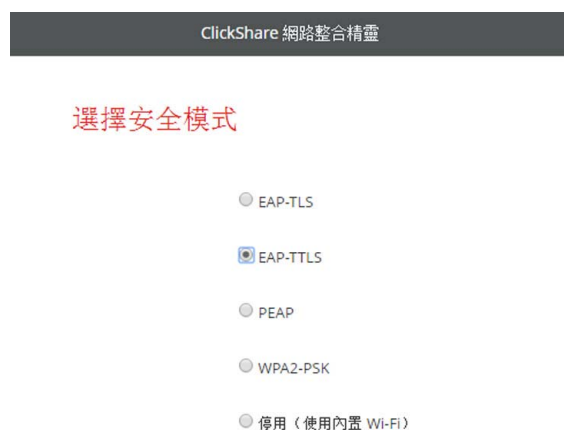 ClickShare 網路整合精靈
選擇安全模式
EAP-TLS
EAP-TTLS
PEAP
WPA2-PSK
停用（使用內置 Wi-Fi）